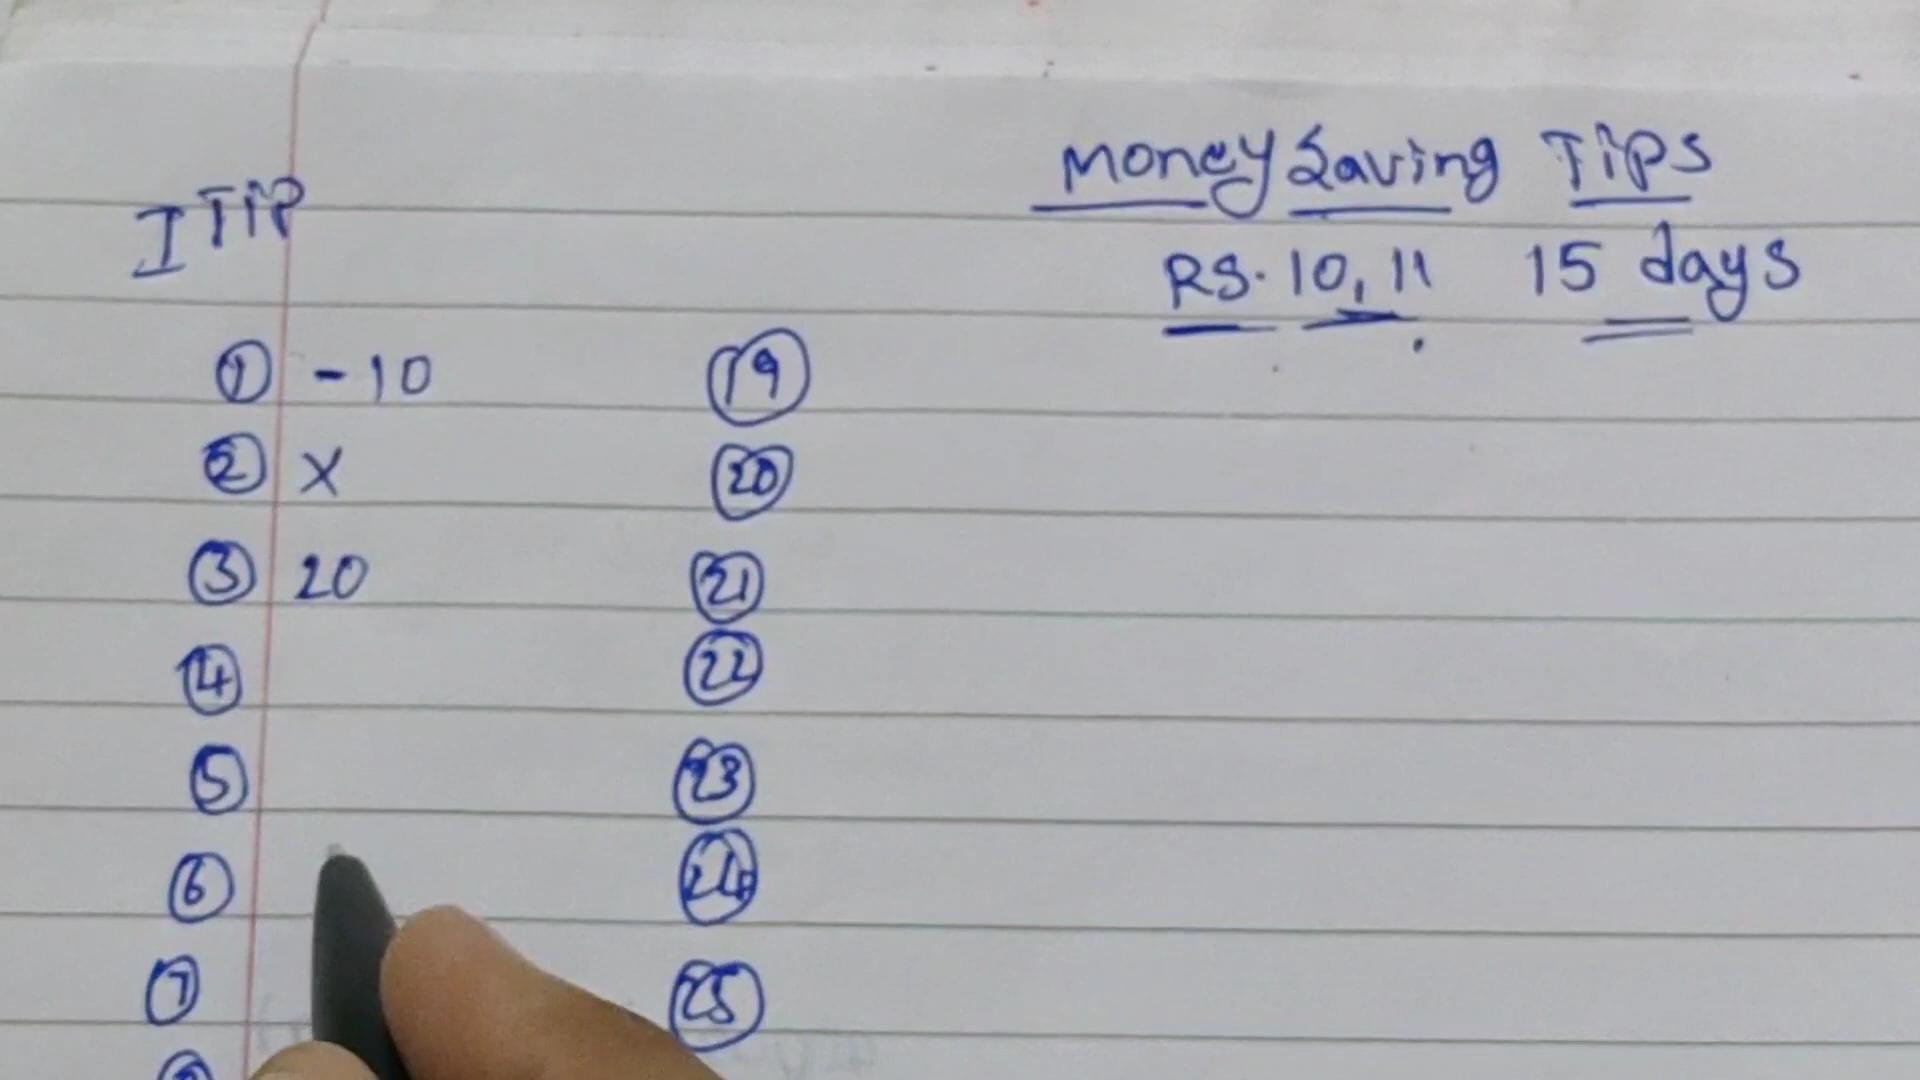 Money Saving Tips
RS. 10, 11 15 days
I TIP
① - 10
② X
③ 20
④
⑤
⑥
⑦
⑲
⑳
㉑
㉒
㉓
㉔
㉕